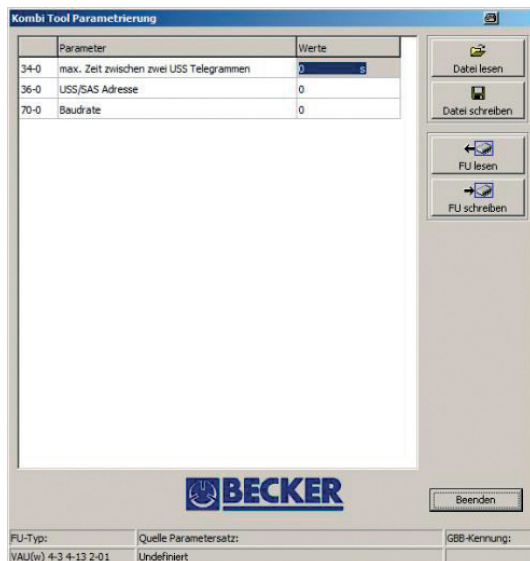 Kombi Tool Parametrierung
Parameter Werte
34-0 max. Zeit zwischen zwei USS Telegrammen 0 s
36-0 USS/SAS Adresse 0
70-0 Baudrate 0
Datei lesen
Datei schreiben
FU lesen
FU schreiben
BECKER
Beenden
FU-Typ: Quelle Parametersatz: GBB-Kennung:
VAU(w) 4-3 4-13 2-01 Undefiniert